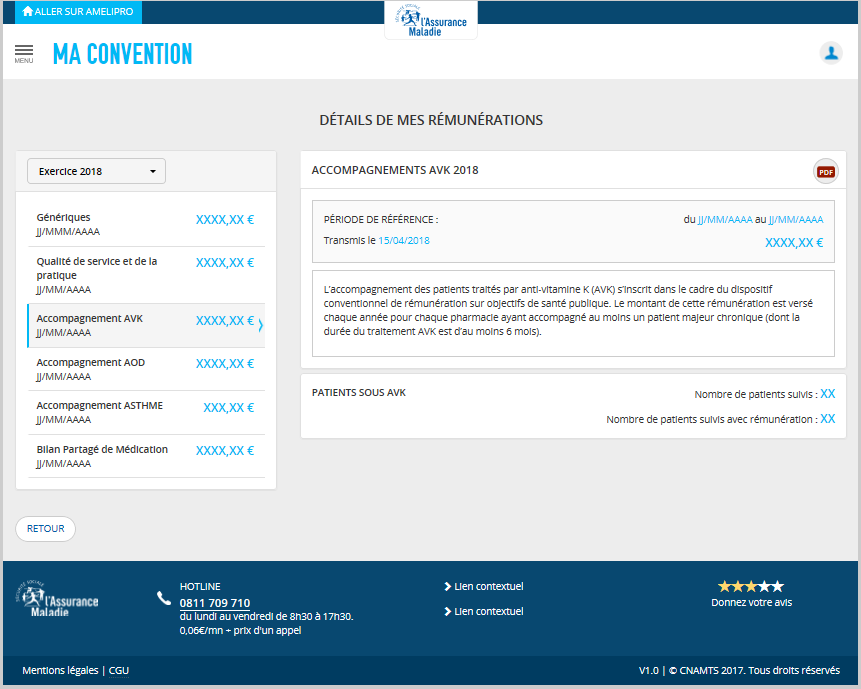 ALLER SUR AMELIPRO
SÉCURITÉ SOCIALE
l'Assurance
Maladie
MENU
MA CONVENTION
DÉTAILS DE MES RÉMUNÉRATIONS
Exercice 2018
Génériques
XXXX,XX €
JJ/MMM/AAAA
Qualité de service et de la
pratique
XXXX,XX €
JJ/MM/AAAA
Accompagnement AVK
XXXX,XX €
JJ/MM/AAAA
Accompagnement AOD
XXXX,XX €
JJ/MM/AAAA
Accompagnement ASTHME
XXX,XX €
JJ/MM/AAAA
Bilan Partagé de Médication
XXXX,XX €
JJ/MM/AAAA
ACCOMPAGNEMENTS AVK 2018
PDF
PÉRIODE DE RÉFÉRENCE :
du JJ/MM/AAAA au JJ/MM/AAAA
Transmis le 15/04/2018
XXXX,XX €
L'accompagnement des patients traités par anti-vitamine K (AVK) s'inscrit dans le cadre du dispositif
conventionnel de rémunération sur objectifs de santé publique. Le montant de cette rémunération est versé
chaque année pour chaque pharmacie ayant accompagné au moins un patient majeur chronique (dont la
durée du traitement AVK est d'au moins 6 mois).
PATIENTS SOUS AVK
Nombre de patients suivis : XX
Nombre de patients suivis avec rémunération : XX
RETOUR
SÉCURITÉ SOCIALE
l'Assurance
Maladie
HOTLINE
0811 709 710
du lundi au vendredi de 8h30 à 17h30.
0,06€/mn + prix d'un appel
Lien contextuel
Lien contextuel
Donnez votre avis
Mentions légales | CGU
V1.0 | © CNAMTS 2017. Tous droits réservés